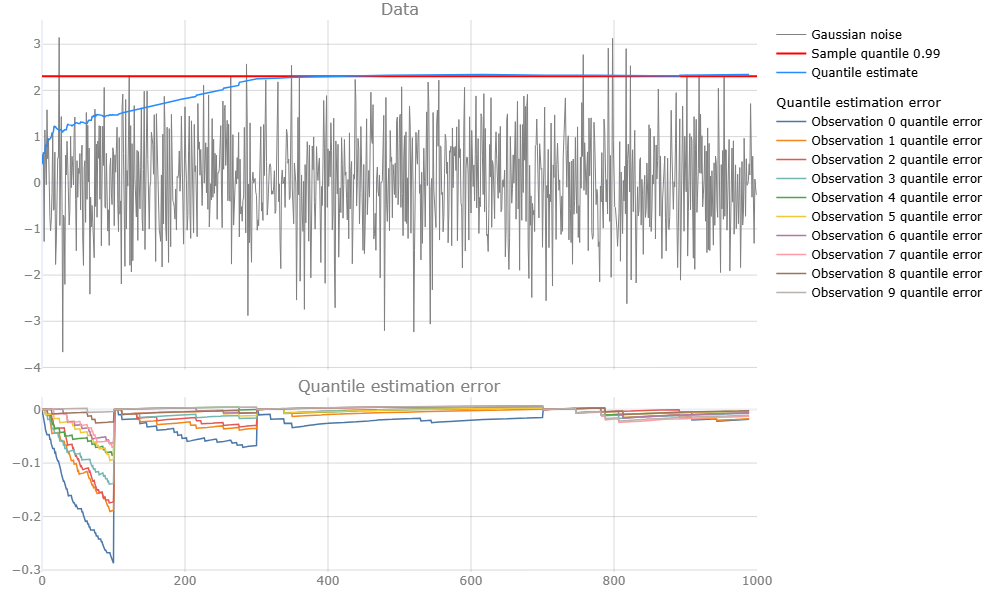 Data
3
2
1
0
−1
−2
−3
−4
Gaussian noise
Sample quantile 0.99
Quantile estimate
Quantile estimation error
Observation 0 quantile error
Observation 1 quantile error
Observation 2 quantile error
Observation 3 quantile error
Observation 4 quantile error
Observation 5 quantile error
Observation 6 quantile error
Observation 7 quantile error
Observation 8 quantile error
Observation 9 quantile error
Quantile estimation error
0
−0.1
−0.2
−0.3
0 200 400 600 800 1000